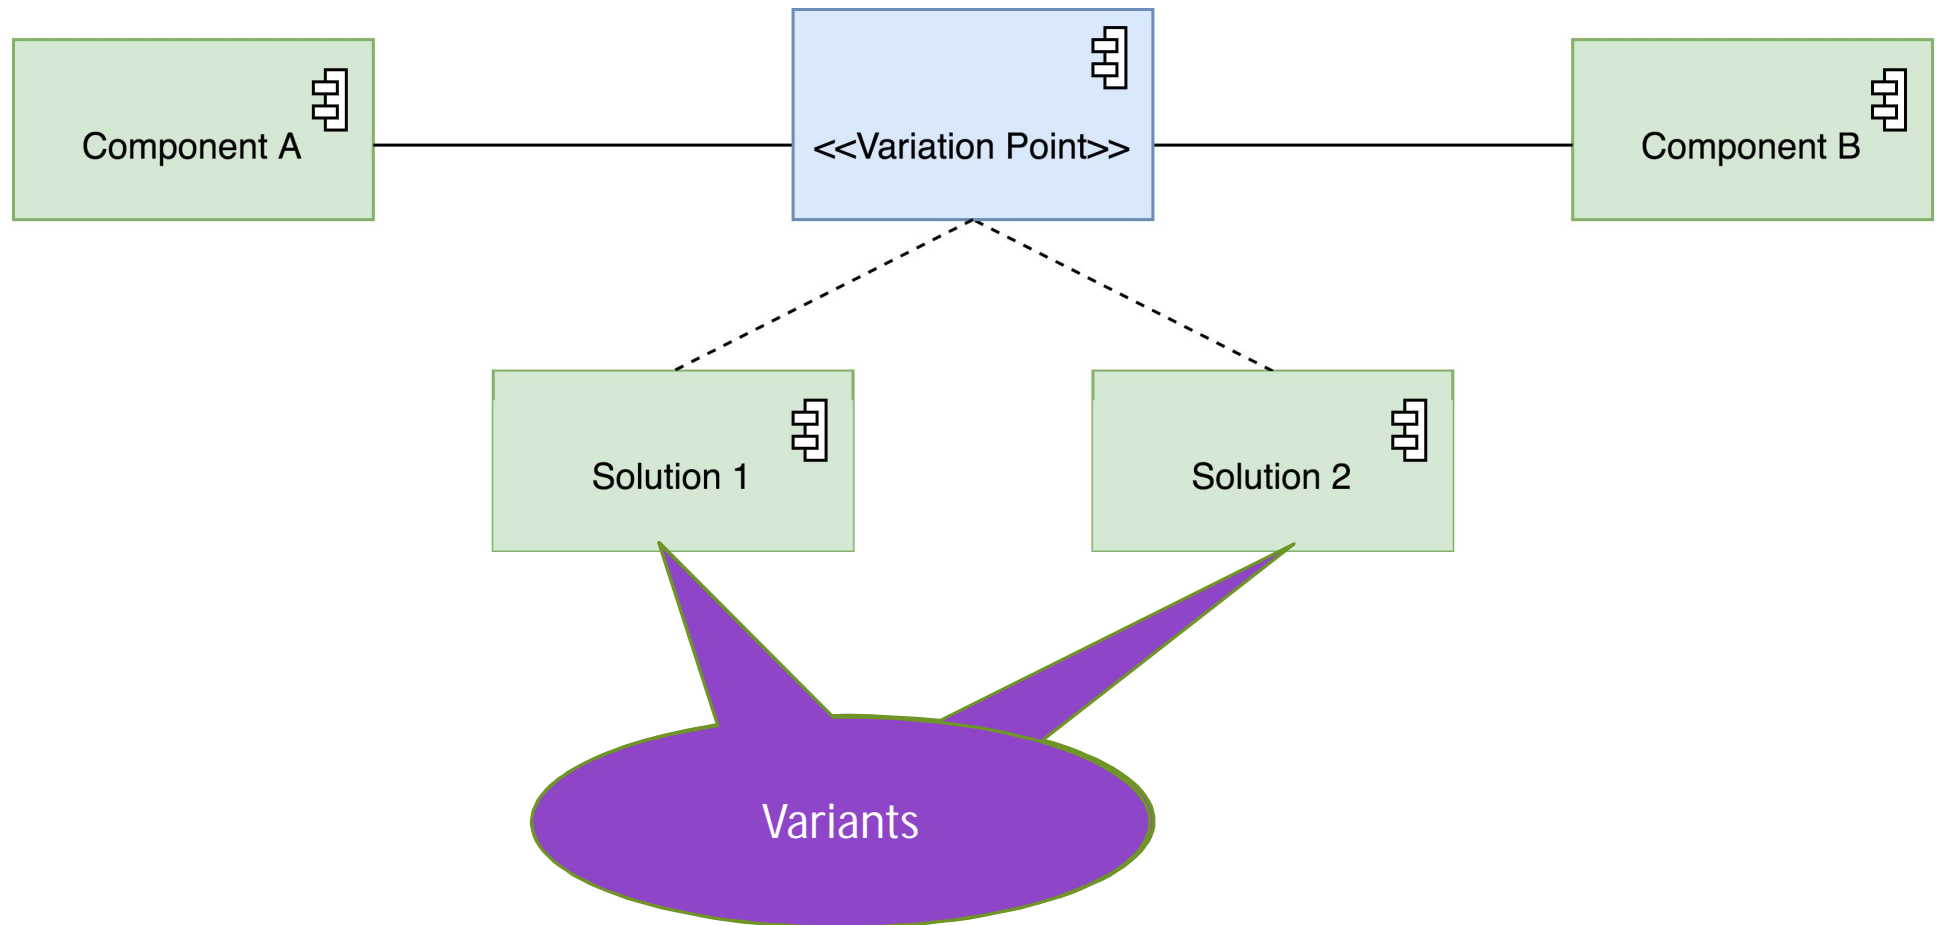 Component A
<<Variation Point>>
Component B
Solution 1
Solution 2
Variants